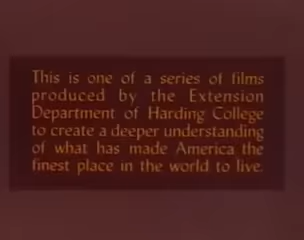 This is one of a series of films
produced by the Extension
Department of Harding College
to create a deeper understanding
of what has made America the
finest place in the world to live.